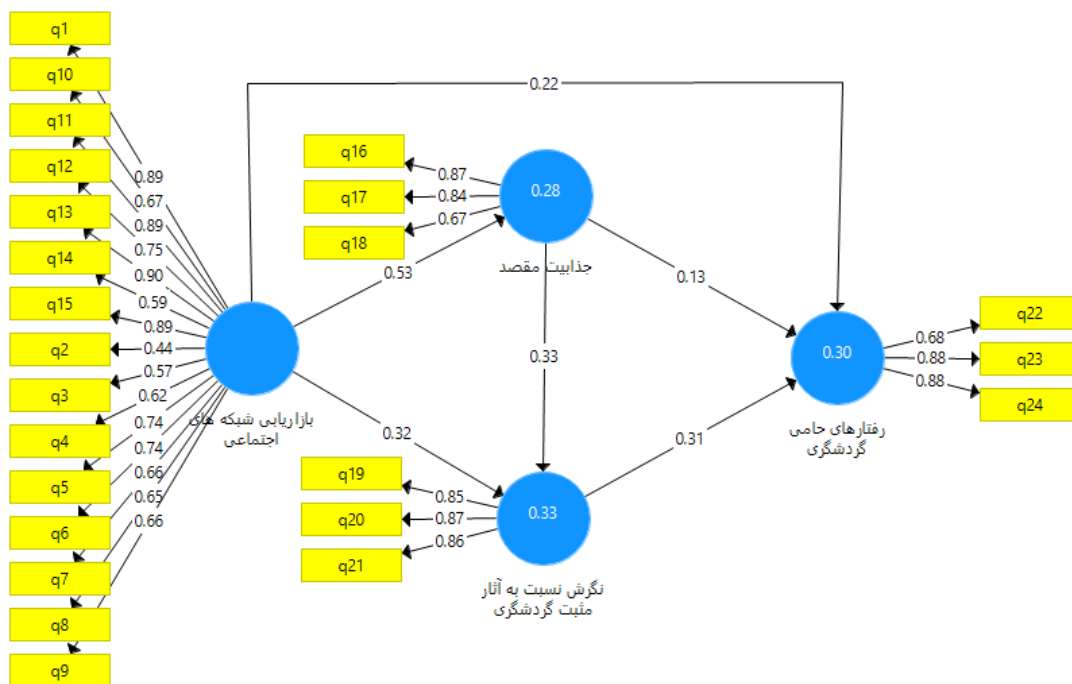 q1
q10
q11
q12
q13
q14
q15
q2
q3
q4
q5
q6
q7
q8
q9
0.89
0.67
0.89
0.75
0.90
0.59
0.89
0.44
0.57
0.62
0.74
0.74
0.66
0.65
0.66
بازاریابی شبکه های
اجتماعی
0.22
0.53
0.32
q16
q17
q18
0.87
0.84
0.67
0.28
جذابیت مقصد
0.33
0.13
q19
q20
q21
0.85
0.87
0.86
0.33
نگرش نسبت به آثار
مثبت گردشگری
0.31
0.30
رفتارهای حامی
گردشگری
0.68
0.88
0.88
q22
q23
q24